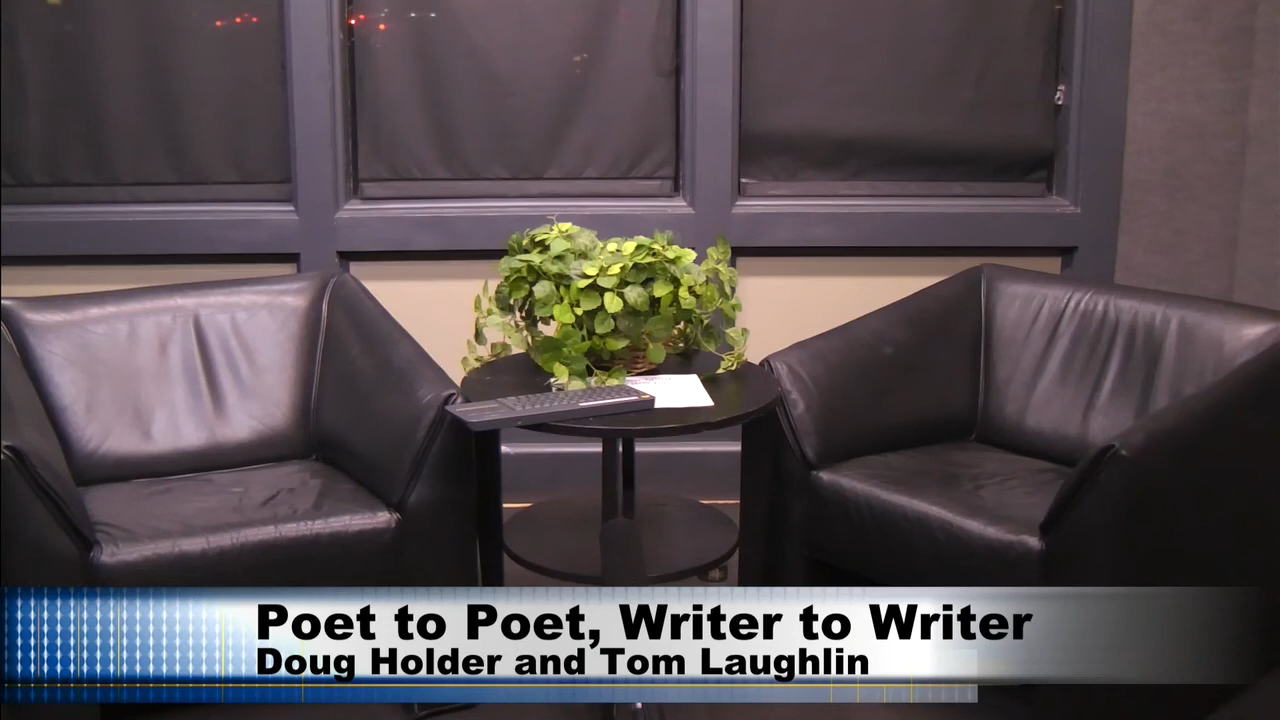 Poet to Poet, Writer to Writer
Doug Holder and Tom Laughlin